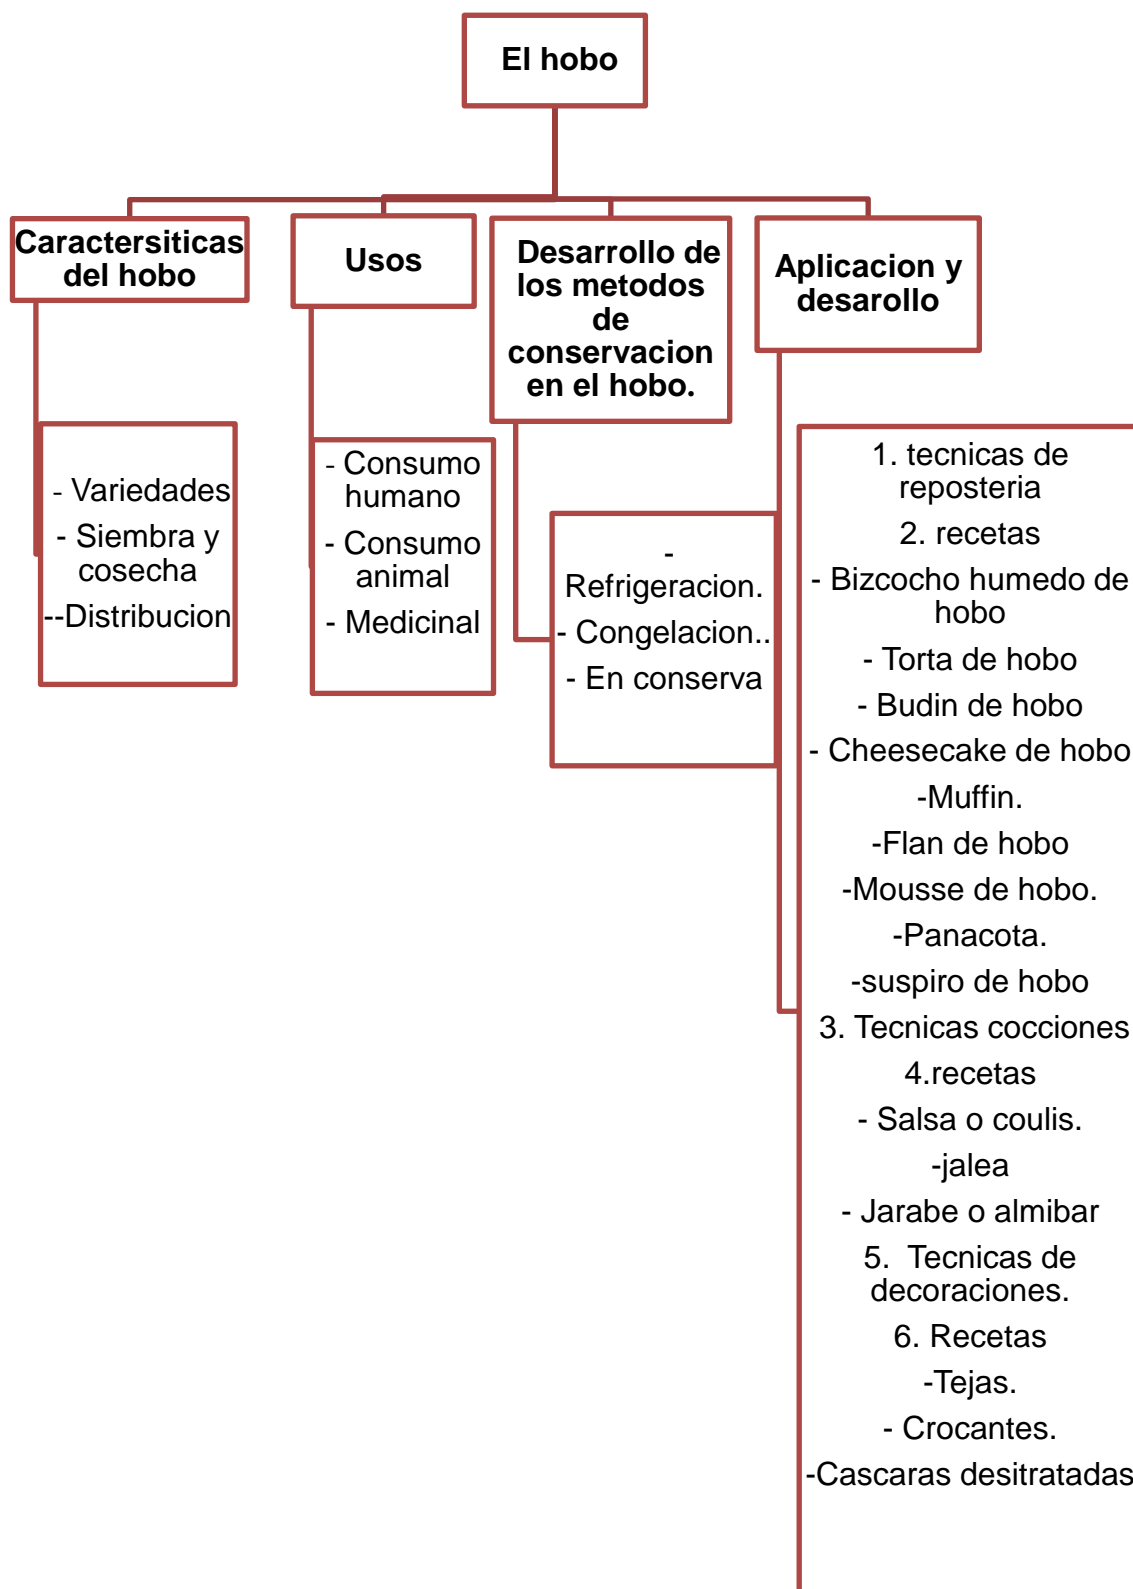 El hobo
Caractersiticas
del hobo
Usos
Desarrollo de
los metodos
de
conservacion
en el hobo.
Aplicacion y
desarollo
- Variedades
- Siembra y
cosecha
--Distribucion
- Consumo
humano
- Consumo
animal
- Medicinal
-
Refrigeracion.
- Congelacion..
- En conserva
1. tecnicas de
reposteria
2. recetas
- Bizcocho humedo de
hobo
- Torta de hobo
- Budin de hobo
- Cheesecake de hobo
-Muffin.
-Flan de hobo
-Mousse de hobo.
-Panacota.
-suspiro de hobo
3. Tecnicas cocciones
4.recetas
- Salsa o coulis.
-jalea
- Jarabe o almibar
5.  Tecnicas de
decoraciones.
6. Recetas
-Tejas.
- Crocantes.
-Cascaras desitratadas